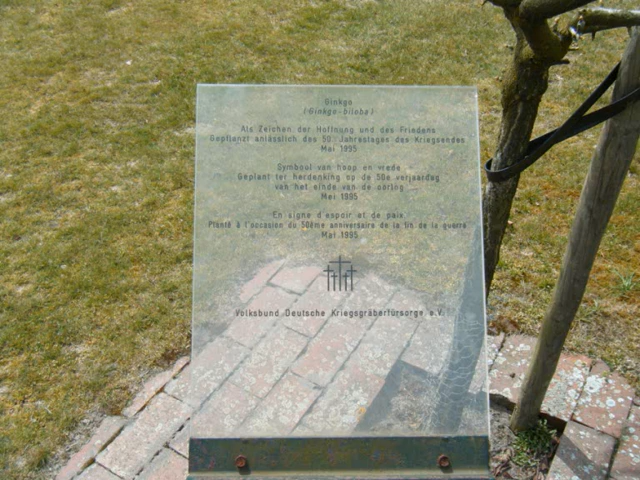 Ginkgo
(Ginkgo-biloba)
Als Zeichen der Hoffnung und des Friedens
Gepflanzt anlässlich des 50. Jahrestages des Kriegsendes
Mai 1995
Symbool van hoop en vrede
Geplant ter herdenking op de 50e verjaardag
van het einde van de oorlog
Mei 1995
En signe d'espoir et de paix
Planté à l'occasion du 50ème anniversaire de la fin de la guerre
Mai 1995
Volksbund Deutsche Kriegsgräberfürsorge e.V.